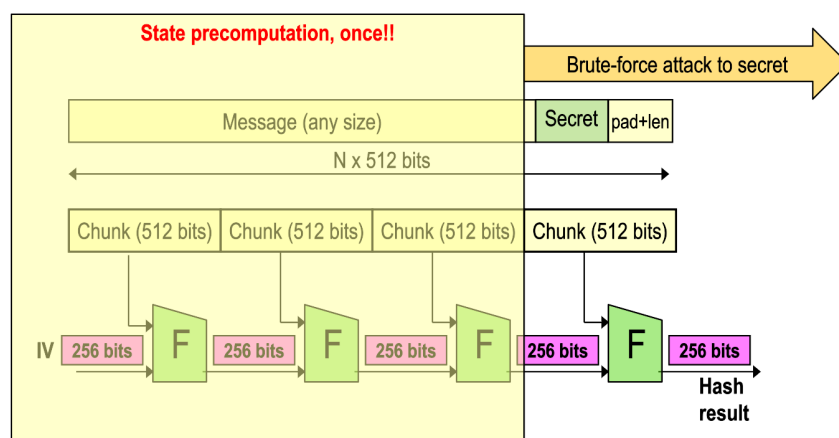 State precomputation, once!!
Brute-force attack to secret
Message (any size)
Secret
pad+len
N x 512 bits
Chunk (512 bits)
Chunk (512 bits)
Chunk (512 bits)
Chunk (512 bits)
IV
256 bits
F
256 bits
F
256 bits
F
256 bits
F
256 bits
Hash
result